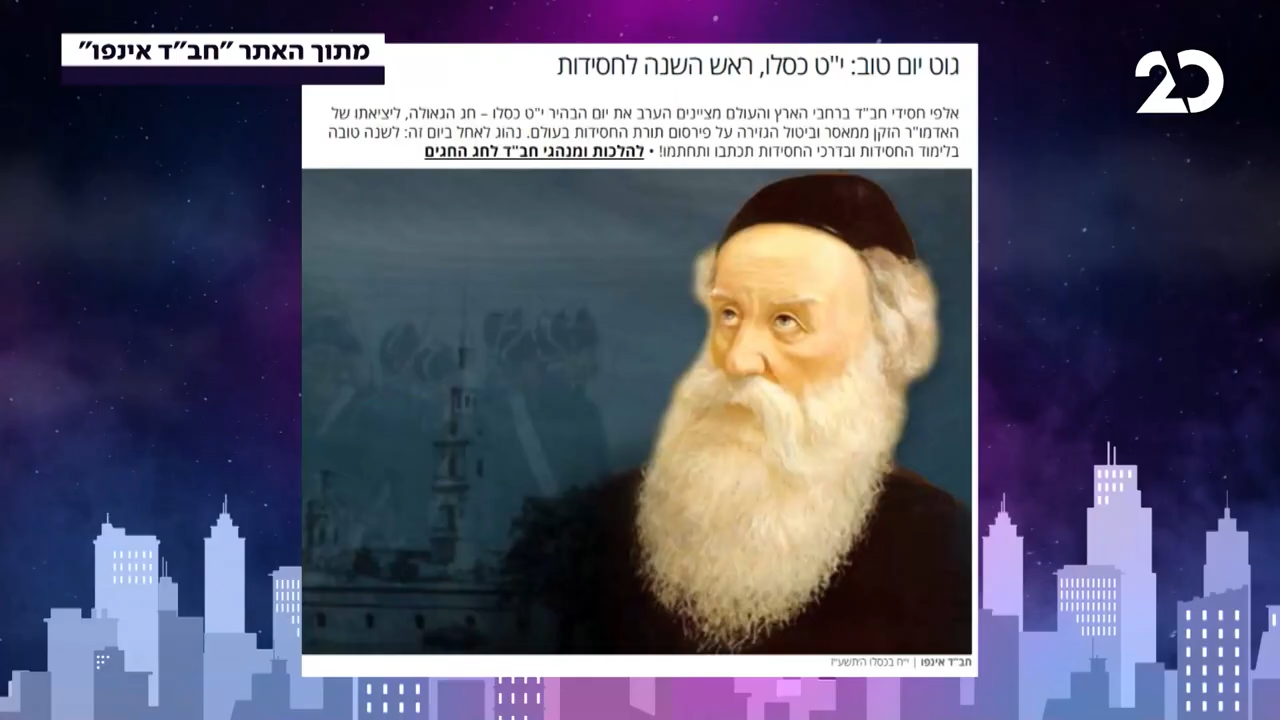 מתוך האתר "חב"ד אינפו"
20
גוט יום טוב: י"ט כסלו, ראש השנה לחסידות
אלפי חסידי חב"ד ברחבי הארץ והעולם מציינים הערב את יום הבהיר י"ט כסלו – חג הגאולה, ליציאתו של
האדמו"ר הזקן ממאסר וביטול הגזירה על פירסום תורת החסידות בעולם. נהוג לאחל ביום זה: לשנה טובה
בלימוד החסידות ובדרכי החסידות תכתבו ותחתמו! • להלכות ומנהגי חב"ד לחג החגים
חב"ד אינפו | י"ח בכסלו ה׳תשע״ז